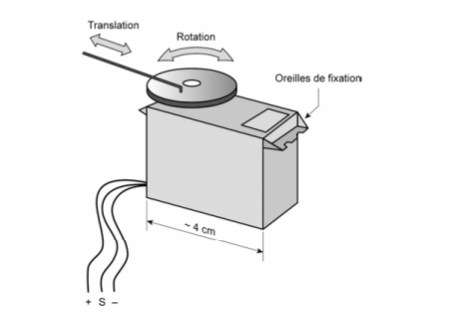 Translation
Rotation
Oreilles de fixation
~ 4 cm
+ S –